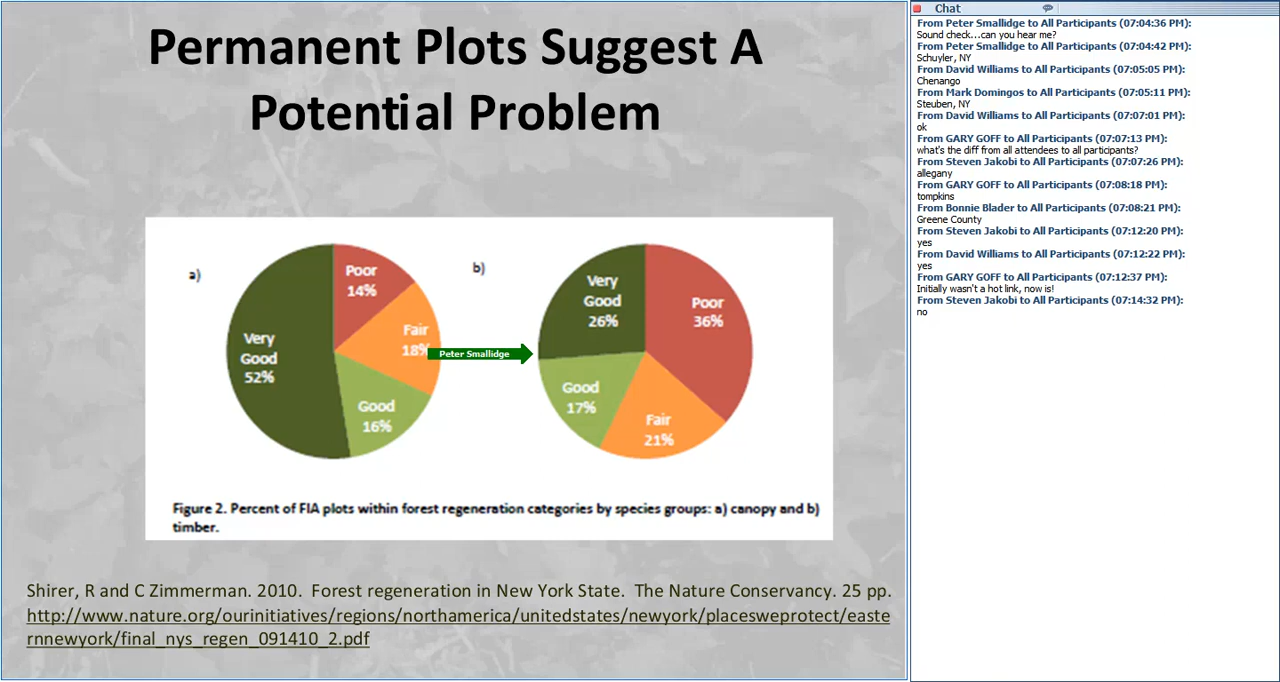 Permanent Plots Suggest A
Potential Problem
a)
Poor
14%
Fair
18%
Good
16%
Very
Good
52%
Peter Smallidge
b)
Very
Good
26%
Poor
36%
Good
17%
Fair
21%
Figure 2. Percent of FIA plots within forest regeneration categories by species groups: a) canopy and b)
timber.
Shirer, R and C Zimmerman. 2010. Forest regeneration in New York State. The Nature Conservancy. 25 pp.
http://www.nature.org/ourinitiatives/regions/northamerica/unitedstates/newyork/placesweprotect/easte
rnnewyork/final_nys_regen_091410_2.pdf
Chat
From Peter Smallidge to All Participants (07:04:36 PM):
Sound check...can you hear me?
From Peter Smallidge to All Participants (07:04:42 PM):
Schuyler, NY
From David Williams to All Participants (07:05:05 PM):
Chenango
From Mark Domingos to All Participants (07:05:11 PM):
Steuben, NY
From David Williams to All Participants (07:07:01 PM):
ok
From GARY GOFF to All Participants (07:07:13 PM):
what's the diff from all attendees to all participants?
From Steven Jakobi to All Participants (07:07:26 PM):
allegany
From GARY GOFF to All Participants (07:08:18 PM):
tompkins
From Bonnie Blader to All Participants (07:08:21 PM):
Greene County
From Steven Jakobi to All Participants (07:12:20 PM):
yes
From David Williams to All Participants (07:12:22 PM):
yes
From GARY GOFF to All Participants (07:12:37 PM):
Initially wasn't a hot link, now is!
From Steven Jakobi to All Participants (07:14:32 PM):
no